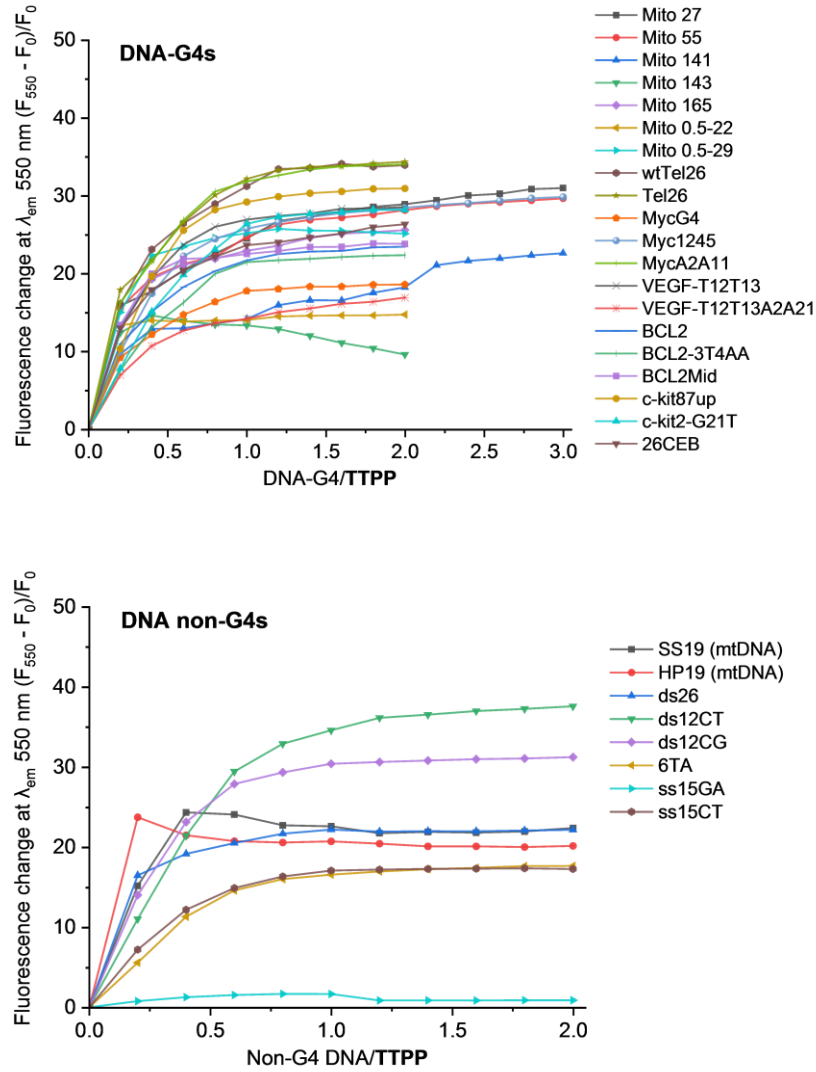 Fluorescence change at λem 550 nm (F550 - F0)/F0
50
40
30
20
10
0
DNA-G4s
0.0 0.5 1.0 1.5 2.0 2.5 3.0
DNA-G4/TTPP
Mito 27
Mito 55
Mito 141
Mito 143
Mito 165
Mito 0.5-22
Mito 0.5-29
wtTel26
Tel26
MycG4
Myc1245
MycA2A11
VEGF-T12T13
VEGF-T12T13A2A21
BCL2
BCL2-3T4AA
BCL2Mid
c-kit87up
c-kit2-G21T
26CEB
Fluorescence change at λem 550 nm (F550 - F0)/F0
50
40
30
20
10
0
DNA non-G4s
0.0 0.5 1.0 1.5 2.0
Non-G4 DNA/TTPP
SS19 (mtDNA)
HP19 (mtDNA)
ds26
ds12CT
ds12CG
6TA
ss15GA
ss15CT